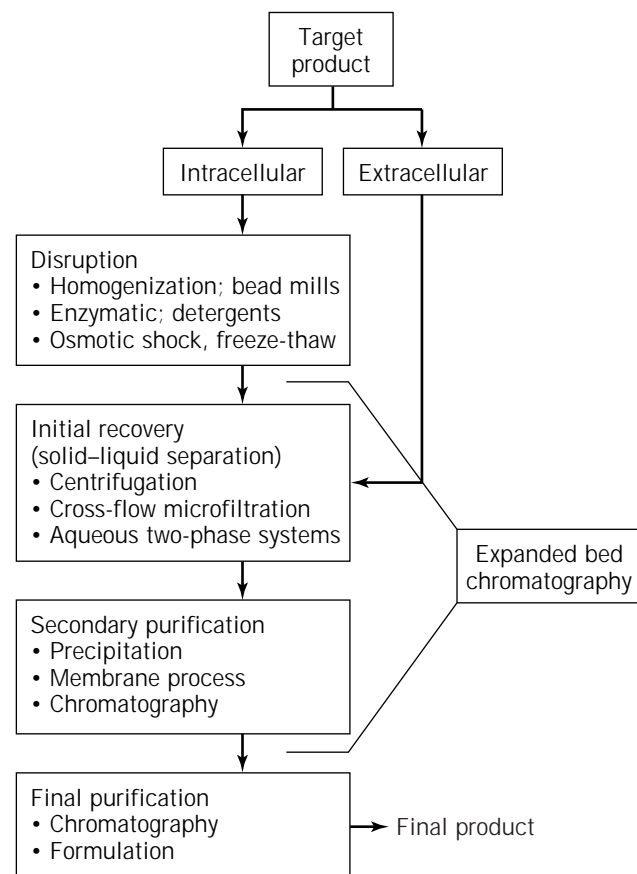 Target
product
Intracellular
Extracellular
Disruption
• Homogenization; bead mills
• Enzymatic; detergents
• Osmotic shock, freeze-thaw
Initial recovery
(solid–liquid separation)
• Centrifugation
• Cross-flow microfiltration
• Aqueous two-phase systems
Expanded bed
chromatography
Secondary purification
• Precipitation
• Membrane process
• Chromatography
Final purification
• Chromatography
• Formulation
Final product